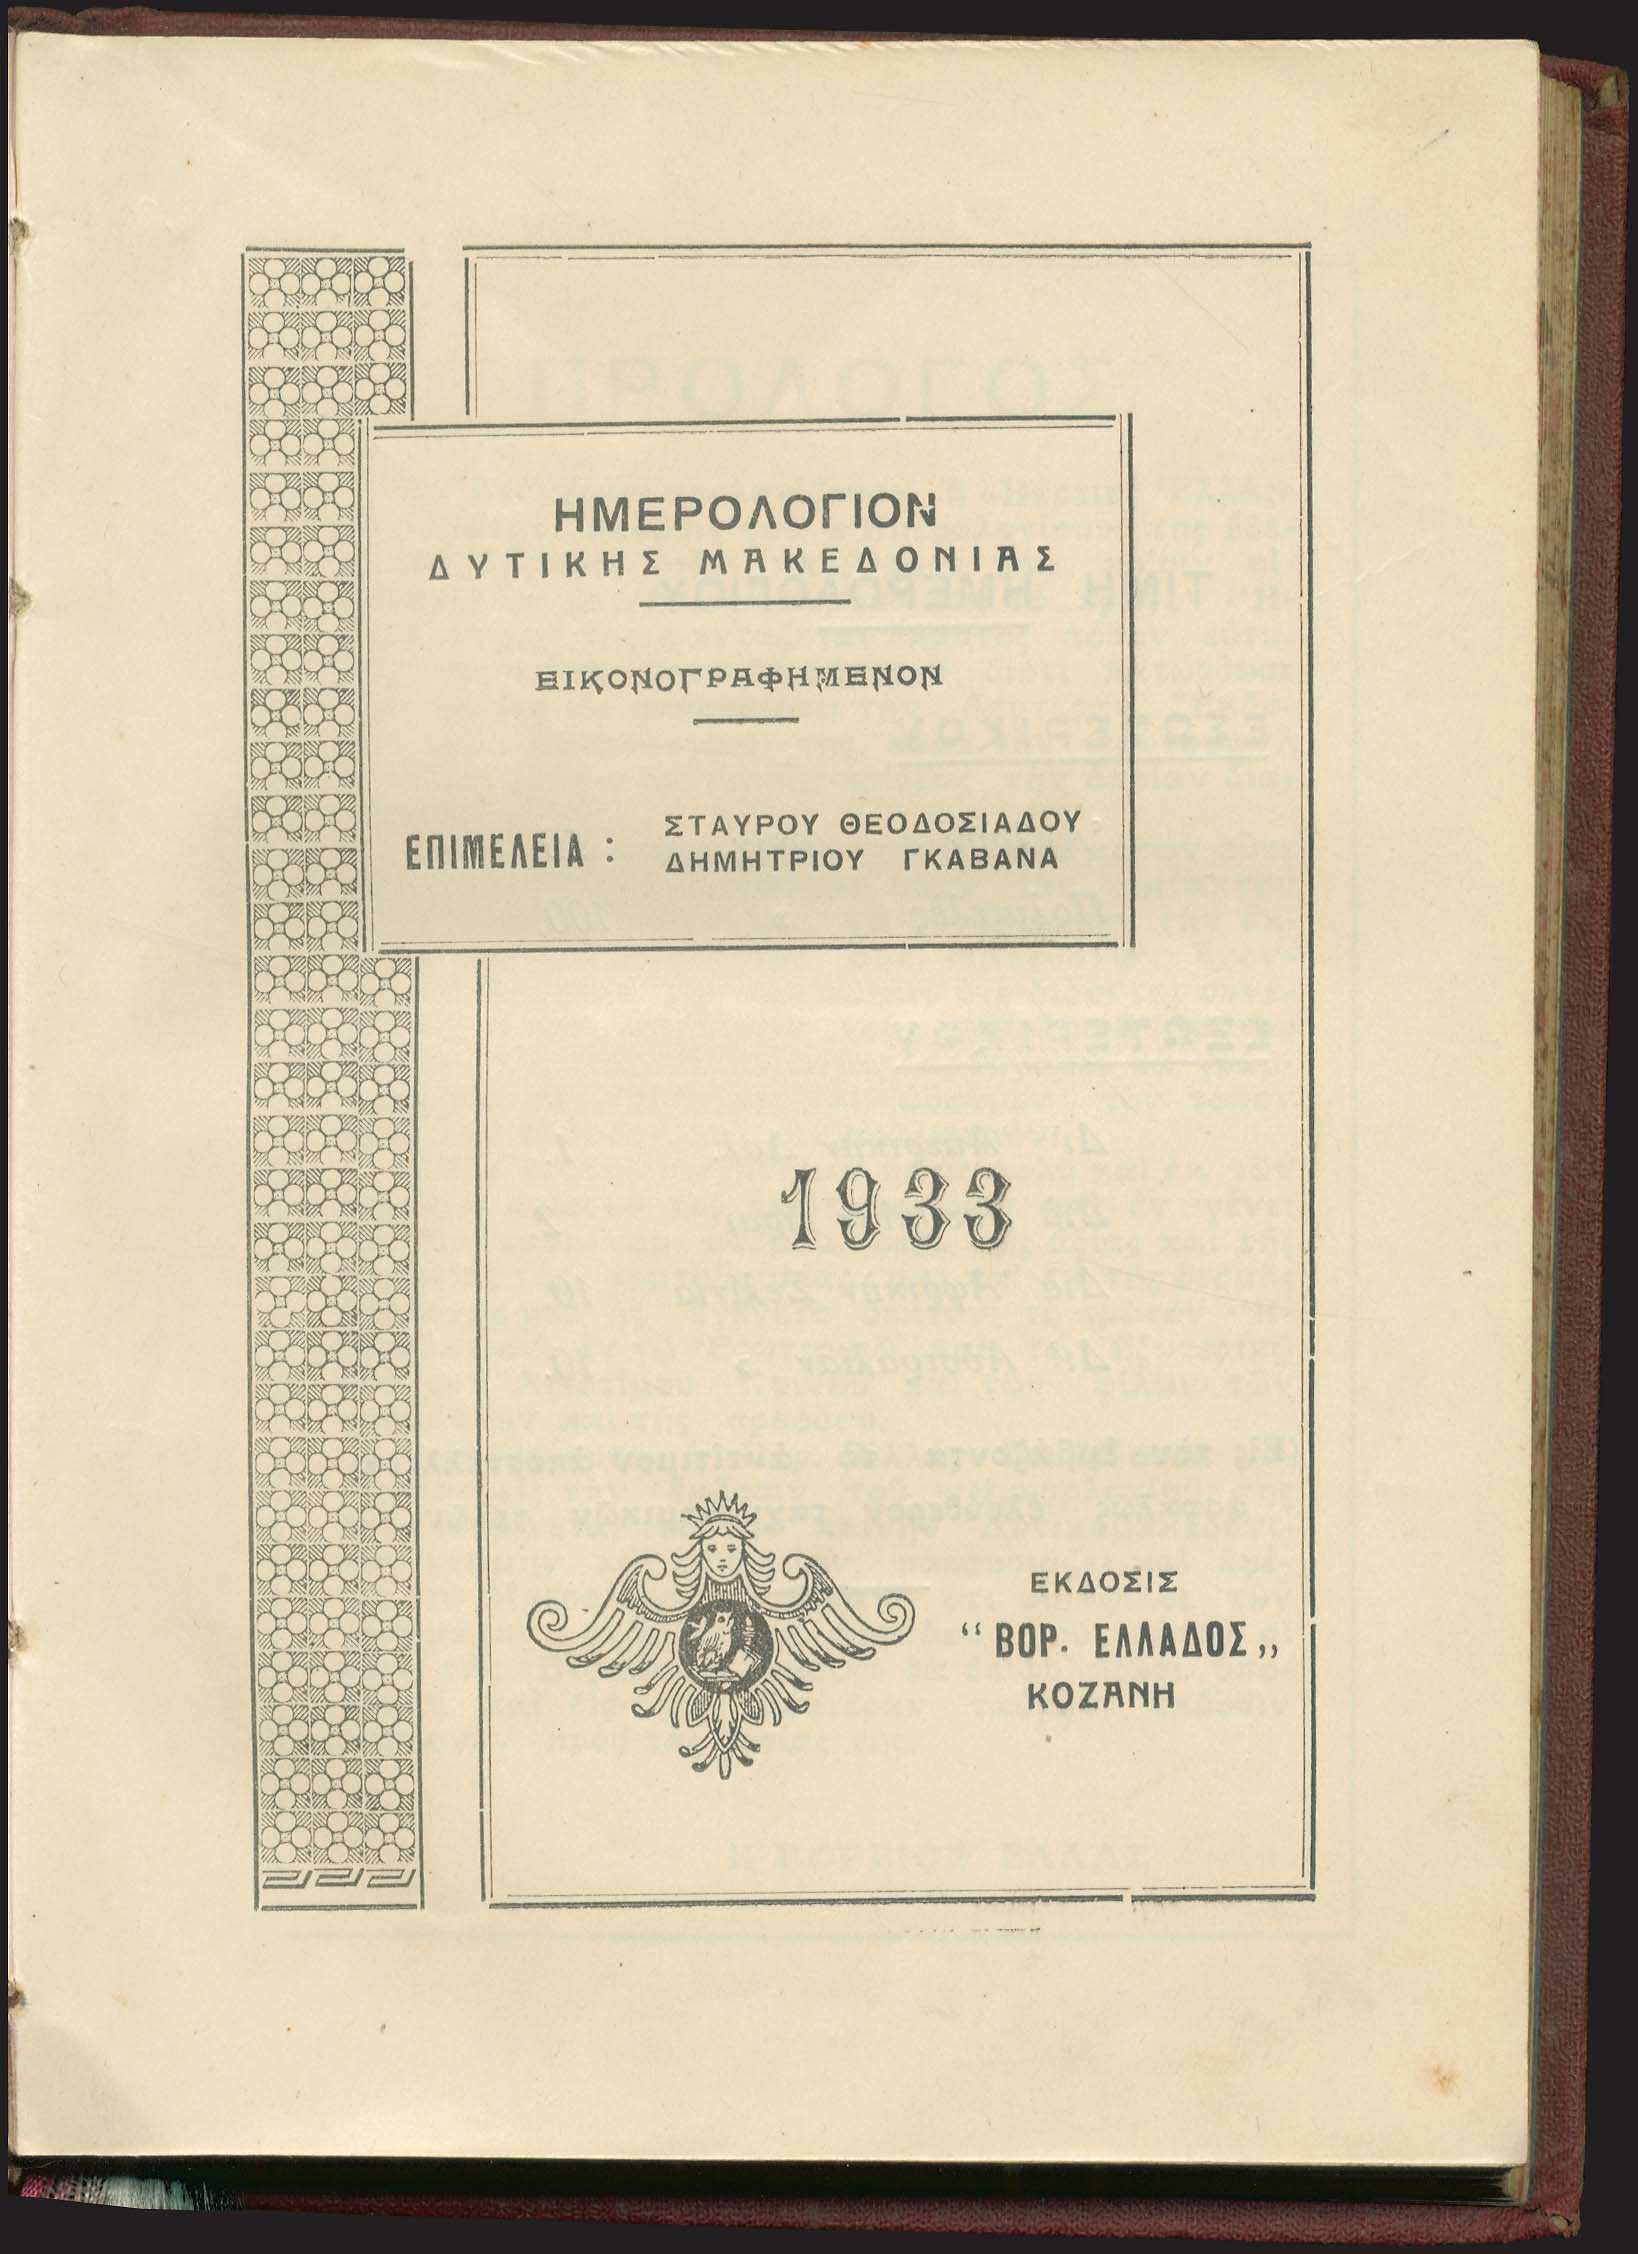 ΗΜΕΡΟΛΟΓΙΟΝ
ΔΥΤΙΚΗΣ ΜΑΚΕΔΟΝΙΑΣ
ΕΙΚΟΝΟΓΡΑΦΗΜΕΝΟΝ
ΕΠΙΜΕΛΕΙΑ : ΣΤΑΥΡΟΥ ΘΕΟΔΟΣΙΑΔΟΥ
ΔΗΜΗΤΡΙΟΥ ΓΚΑΒΑΝΑ
1933
ΕΚΔΟΣΙΣ
“ ΒΟΡ. ΕΛΛΑΔΟΣ „
ΚΟΖΑΝΗ